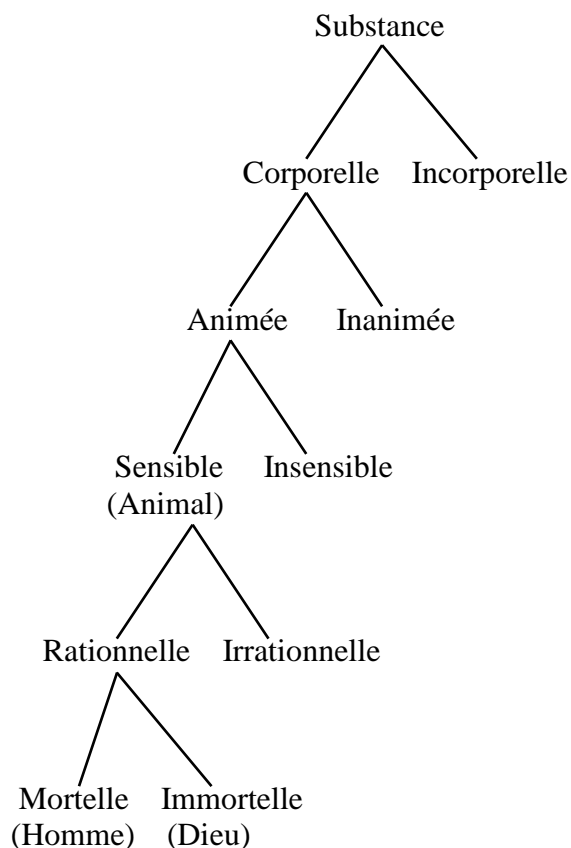 Substance
Corporelle Incorporelle
Animée Inanimée
Sensible Insensible
(Animal)
Rationnelle Irrationnelle
Mortelle Immortelle
(Homme) (Dieu)